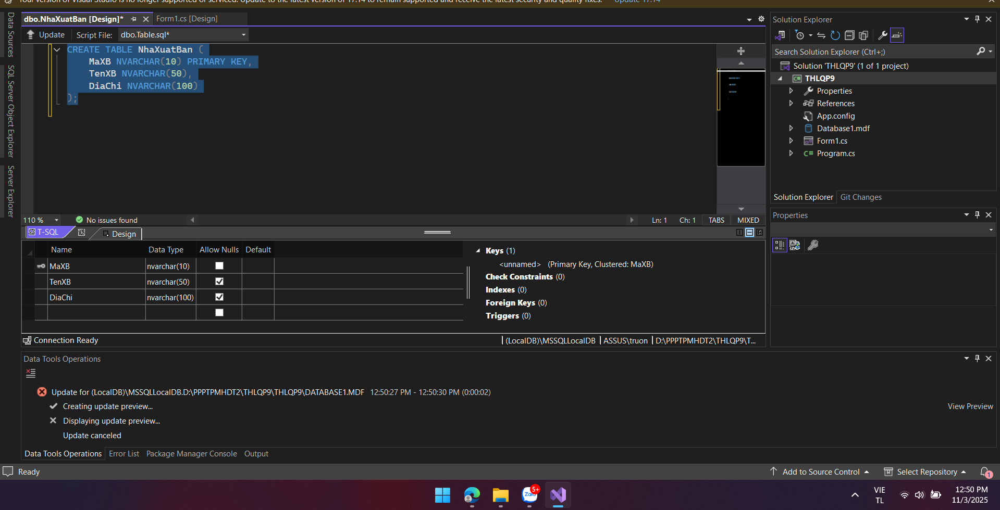 Your version of Visual Studio is no longer supported or serviced. Update to the latest version of 17.14 to remain supported and receive the latest security and quality fixes. Update 17.14
Data Sources
SQL Server Object Explorer
Server Explorer
dbo.NhaXuatBan [Design]*
Form1.cs [Design]
Update
Script File:
dbo.Table.sql*
CREATE TABLE NhaXuatBan (
MaXB NVARCHAR(10) PRIMARY KEY,
TenXB NVARCHAR(50),
DiaChi NVARCHAR(100)
);
110 %
No issues found
Ln: 1
Ch: 1
TABS
MIXED
T-SQL
Design
Name Data Type Allow Nulls Default
MaXB nvarchar(10)
TenXB nvarchar(50)
DiaChi nvarchar(100)
Keys (1)
<unnamed> (Primary Key, Clustered: MaXB)
Check Constraints (0)
Indexes (0)
Foreign Keys (0)
Triggers (0)
Connection Ready
(LocalDB)\MSSQLLocalDB
ASSUS\truon
D:\PPPTPMHDT2\THLQP9\T...
Data Tools Operations
Update for (LocalDB)\MSSQLLocalDB.D:\PPPTPMHDT2\THLQP9\THLQP9\DATABASE1.MDF 12:50:27 PM - 12:50:30 PM (0:00:02)
Creating update preview...
View Preview
Displaying update preview...
Update canceled
Data Tools Operations
Error List
Package Manager Console
Output
Solution Explorer
Search Solution Explorer (Ctrl+;)
Solution 'THLQP9' (1 of 1 project)
C# THLQP9
Properties
References
App.config
Database1.mdf
Form1.cs
C# Program.cs
Solution Explorer
Git Changes
Properties
Ready
Add to Source Control
Select Repository
1
Zalo
5+
VIE
TL
12:50 PM
11/3/2025